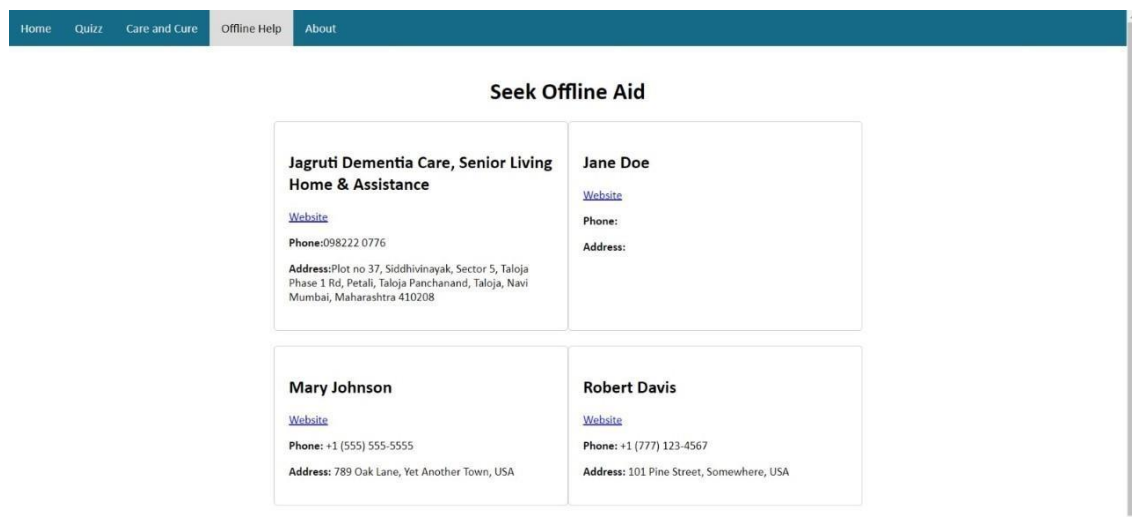 Home Quizz Care and Cure Offline Help About
Seek Offline Aid
Jagruti Dementia Care, Senior Living
Home & Assistance
Website
Phone:098222 0776
Address:Plot no 37, Siddhivinayak, Sector 5, Taloja
Phase 1 Rd, Petali, Taloja Panchanand, Taloja, Navi
Mumbai, Maharashtra 410208
Jane Doe
Website
Phone:
Address:
Mary Johnson
Website
Phone: +1 (555) 555-5555
Address: 789 Oak Lane, Yet Another Town, USA
Robert Davis
Website
Phone: +1 (777) 123-4567
Address: 101 Pine Street, Somewhere, USA